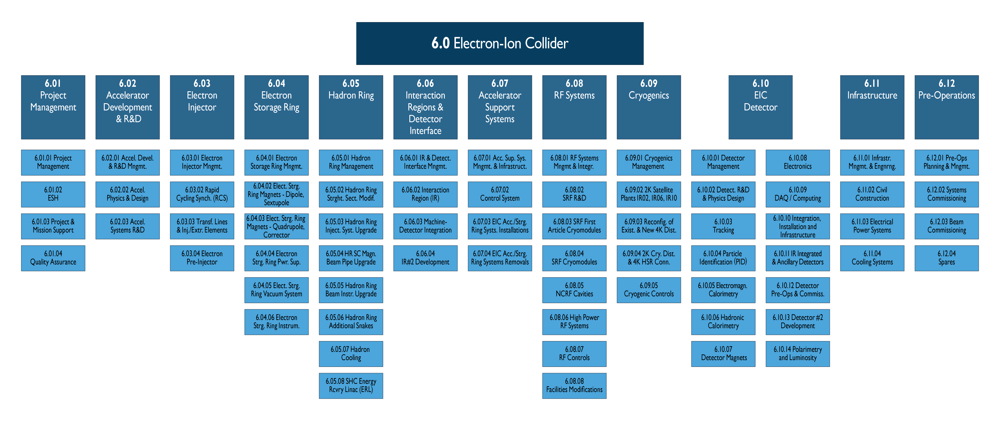 6.0 Electron-Ion Collider
6.01
Project
Management
6.02
Accelerator
Development
& R&D
6.03
Electron
Injector
6.04
Electron
Storage Ring
6.05
Hadron Ring
6.06
Interaction
Regions &
Detector
Interface
6.07
Accelerator
Support
Systems
6.08
RF Systems
6.09
Cryogenics
6.10
EIC
Detector
6.11
Infrastructure
6.12
Pre-Operations
6.01.01 Project
Management
6.01.02
ESH
6.01.03 Project &
Mission Support
6.01.04
Quality Assurance
6.02.01 Accel. Devel.
& R&D Mngmt.
6.02.02 Accel.
Physics & Design
6.02.03 Accel.
Systems R&D
6.03.01 Electron
Injector Mngmt.
6.03.02 Rapid
Cycling Synch. (RCS)
6.03.03 Transf. Lines
& Inj./Extr. Elements
6.03.04 Electron
Pre-Injector
6.04.01 Electron
Storage Ring Mngmt.
6.04.02 Elect. Strg.
Ring Magnets - Dipole,
Sextupole
6.04.03 Elect. Strg. Ring
Magnets - Quadrupole,
Corrector
6.04.04 Electron
Strg. Ring Pwr. Sup.
6.04.05 Elect. Strg.
Ring Vacuum System
6.04.06 Electron
Strg. Ring Instrum.
6.05.01 Hadron
Ring Management
6.05.02 Hadron Ring
Strght. Sect. Modif.
6.05.03 Hadron Ring
Inject. Syst. Upgrade
6.05.04 HR SC Magn.
Beam Pipe Upgrade
6.05.05 Hadron Ring
Beam Instr. Upgrade
6.05.06 Hadron Ring
Additional Snakes
6.05.07 Hadron
Cooling
6.05.08 SHC Energy
Rcvry Linac (ERL)
6.06.01 IR & Detect.
Interface Mngmt.
6.06.02 Interaction
Region (IR)
6.06.03 Machine-
Detector Integration
6.06.04
IR#2 Development
6.07.01 Acc. Sup. Sys.
Mngmt. & Infrastruct.
6.07.02
Control System
6.07.03 EIC Acc./Strg.
Ring Systs. Installations
6.07.04 EIC Acc./Strg.
Ring Systems Removals
6.08.01 RF Systems
Mngmt & Integr.
6.08.02
SRF R&D
6.08.03 SRF First
Article Cryomodules
6.08.04
SRF Cryomodules
6.08.05
NCRF Cavities
6.08.06 High Power
RF Systems
6.08.07
RF Controls
6.08.08
Facilities Modifications
6.09.01 Cryogenics
Management
6.09.02 2K Satellite
Plants IR02, IR06, IR10
6.09.03 Reconfig. of
Exist. & New 4K Dist.
6.09.04 2K Cry. Dist.
& 4K HSR Conn.
6.09.05
Cryogenic Controls
6.10.01 Detector
Management
6.10.02 Detect. R&D
& Physics Design
6.10.03
Tracking
6.10.04 Particle
Identification (PID)
6.10.05 Electromagn.
Calorimetry
6.10.06 Hadronic
Calorimetry
6.10.07
Detector Magnets
6.10.08
Electronics
6.10.09
DAQ / Computing
6.10.10 Integration,
Installation and
Infrastructure
6.10.11 IR Integrated
& Ancillary Detectors
6.10.12 Detector
Pre-Ops & Commiss.
6.10.13 Detector #2
Development
6.10.14 Polarimetry
and Luminosity
6.11.01 Infrastr.
Mngmt. & Engnrng.
6.11.02 Civil
Construction
6.11.03 Electrical
Power Systems
6.11.04
Cooling Systems
6.12.01 Pre-Ops
Planning & Mngmt.
6.12.02 Systems
Commissioning
6.12.03 Beam
Commissioning
6.12.04
Spares